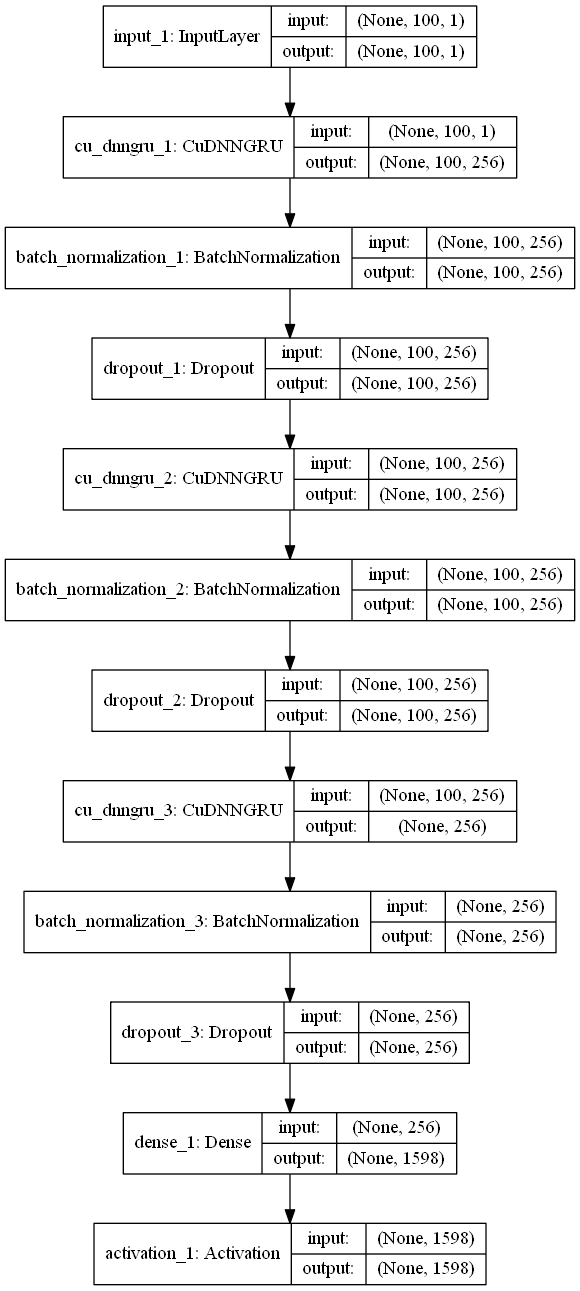 input_1: InputLayer
input: (None, 100, 1)
output: (None, 100, 1)
cu_dnngru_1: CuDNNGRU
input: (None, 100, 1)
output: (None, 100, 256)
batch_normalization_1: BatchNormalization
input: (None, 100, 256)
output: (None, 100, 256)
dropout_1: Dropout
input: (None, 100, 256)
output: (None, 100, 256)
cu_dnngru_2: CuDNNGRU
input: (None, 100, 256)
output: (None, 100, 256)
batch_normalization_2: BatchNormalization
input: (None, 100, 256)
output: (None, 100, 256)
dropout_2: Dropout
input: (None, 100, 256)
output: (None, 100, 256)
cu_dnngru_3: CuDNNGRU
input: (None, 100, 256)
output: (None, 256)
batch_normalization_3: BatchNormalization
input: (None, 256)
output: (None, 256)
dropout_3: Dropout
input: (None, 256)
output: (None, 256)
dense_1: Dense
input: (None, 256)
output: (None, 1598)
activation_1: Activation
input: (None, 1598)
output: (None, 1598)